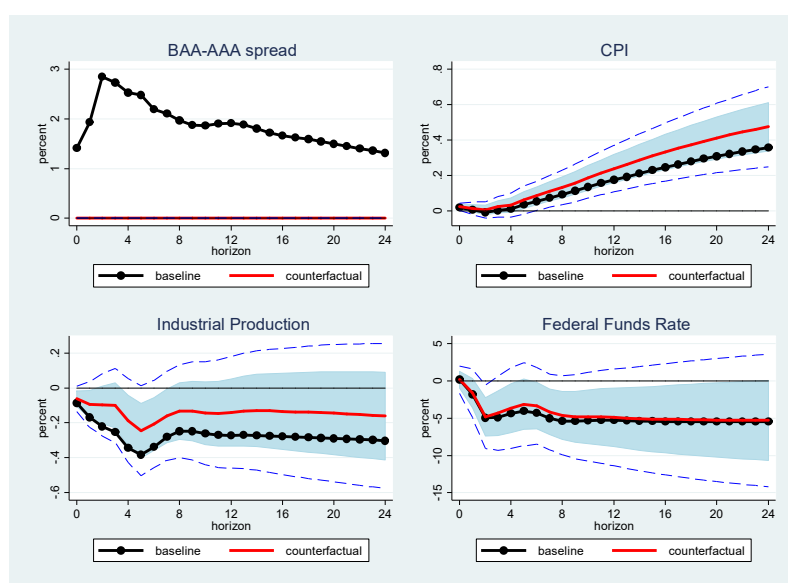 BAA-AAA spread
percent
3
2
1
0
0 4 8 12 16 20 24
horizon
baseline counterfactual
CPI
percent
.8
.6
.4
.2
0
0 4 8 12 16 20 24
horizon
baseline counterfactual
Industrial Production
percent
.2
0
-.2
-.4
-.6
0 4 8 12 16 20 24
horizon
baseline counterfactual
Federal Funds Rate
percent
5
0
-5
-10
-15
0 4 8 12 16 20 24
horizon
baseline counterfactual